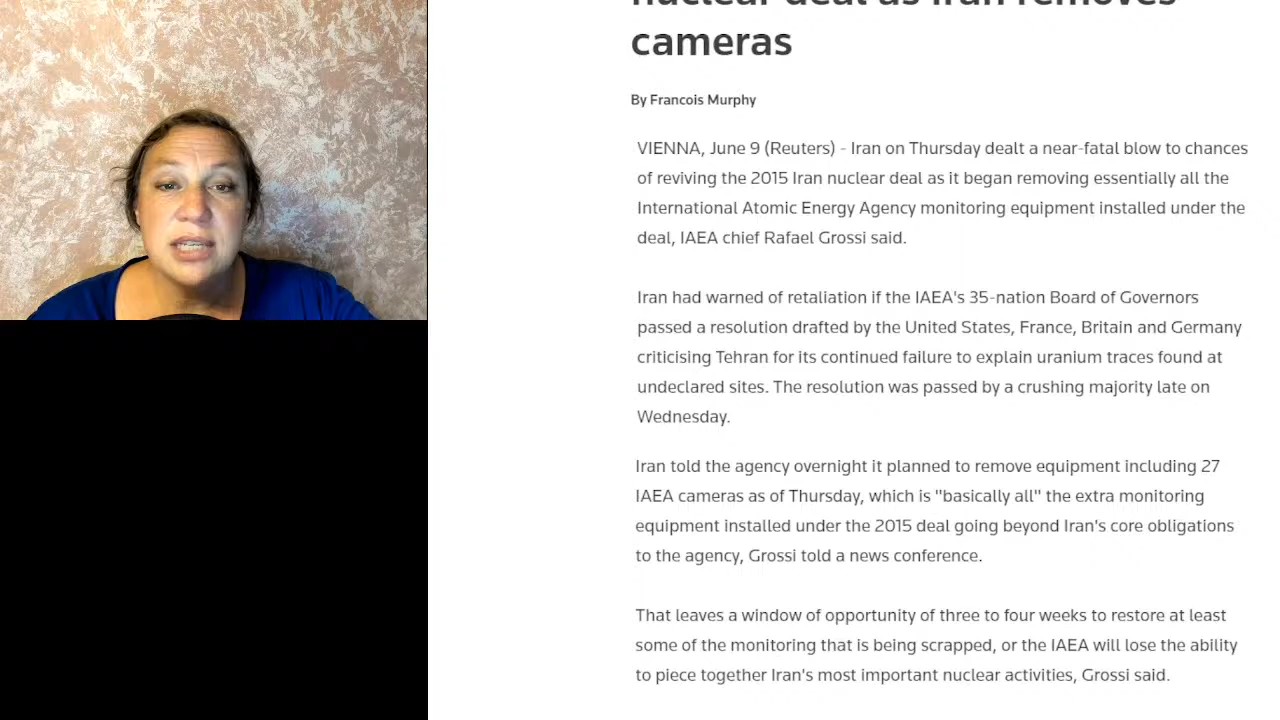 nuclear deal as Iran removes
cameras
By Francois Murphy
VIENNA, June 9 (Reuters) - Iran on Thursday dealt a near-fatal blow to chances
of reviving the 2015 Iran nuclear deal as it began removing essentially all the
International Atomic Energy Agency monitoring equipment installed under the
deal, IAEA chief Rafael Grossi said.
Iran had warned of retaliation if the IAEA's 35-nation Board of Governors
passed a resolution drafted by the United States, France, Britain and Germany
criticising Tehran for its continued failure to explain uranium traces found at
undeclared sites. The resolution was passed by a crushing majority late on
Wednesday.
Iran told the agency overnight it planned to remove equipment including 27
IAEA cameras as of Thursday, which is "basically all" the extra monitoring
equipment installed under the 2015 deal going beyond Iran's core obligations
to the agency, Grossi told a news conference.
That leaves a window of opportunity of three to four weeks to restore at least
some of the monitoring that is being scrapped, or the IAEA will lose the ability
to piece together Iran's most important nuclear activities, Grossi said.